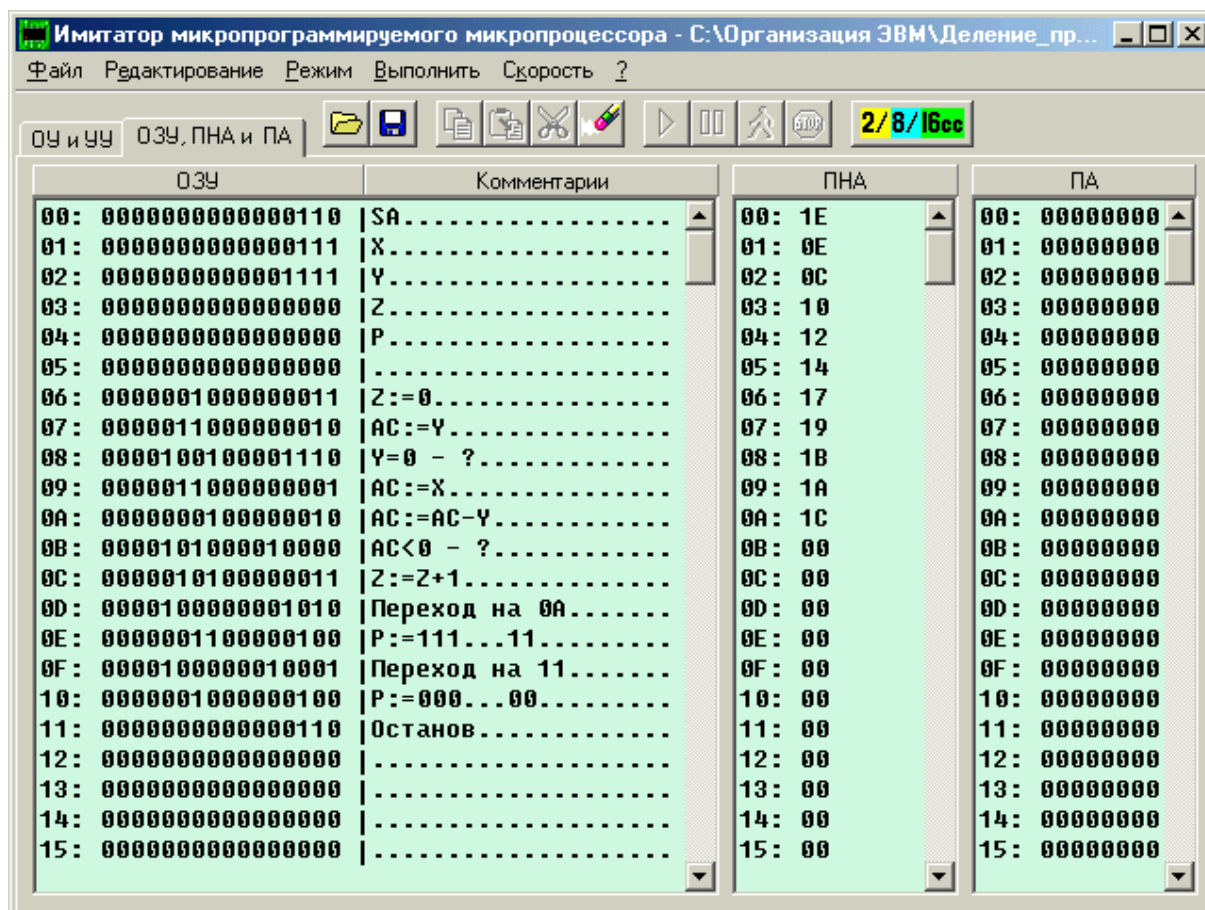 Имитатор микропрограммируемого микропроцессора - C:\Организация ЭВМ\Деление_пр...
Файл Редактирование Режим Выполнить Скорость ?
ОУ и УУ ОЗУ, ПНА и ПА STOP 2/8/16cc
ОЗУ Комментарии ПНА ПА
00: 0000000000000110 |SA.................... 00: 1E 00: 00000000
01: 0000000000000111 |X..................... 01: 0E 01: 00000000
02: 0000000000001111 |Y..................... 02: 0C 02: 00000000
03: 0000000000000000 |Z..................... 03: 10 03: 00000000
04: 0000000000000000 |P..................... 04: 12 04: 00000000
05: 0000000000000000 |...................... 05: 14 05: 00000000
06: 0000001000000011 |Z:=0.................. 06: 17 06: 00000000
07: 0000011000000010 |AC:=Y................. 07: 19 07: 00000000
08: 0000100100001110 |Y=0 - ?............... 08: 1B 08: 00000000
09: 0000011000000001 |AC:=X................. 09: 1A 09: 00000000
0A: 0000000100000010 |AC:=AC-Y.............. 0A: 1C 0A: 00000000
0B: 0000101000010000 |AC<0 - ?.............. 0B: 00 0B: 00000000
0C: 0000010100000011 |Z:=Z+1................ 0C: 00 0C: 00000000
0D: 0000100000001010 |Переход на 0A......... 0D: 00 0D: 00000000
0E: 0000001100000100 |P:=111...11........... 0E: 00 0E: 00000000
0F: 0000100000010001 |Переход на 11......... 0F: 00 0F: 00000000
10: 0000001000000100 |P:=000...00........... 10: 00 10: 00000000
11: 0000000000000110 |Останов............... 11: 00 11: 00000000
12: 0000000000000000 |...................... 12: 00 12: 00000000
13: 0000000000000000 |...................... 13: 00 13: 00000000
14: 0000000000000000 |...................... 14: 00 14: 00000000
15: 0000000000000000 |...................... 15: 00 15: 00000000